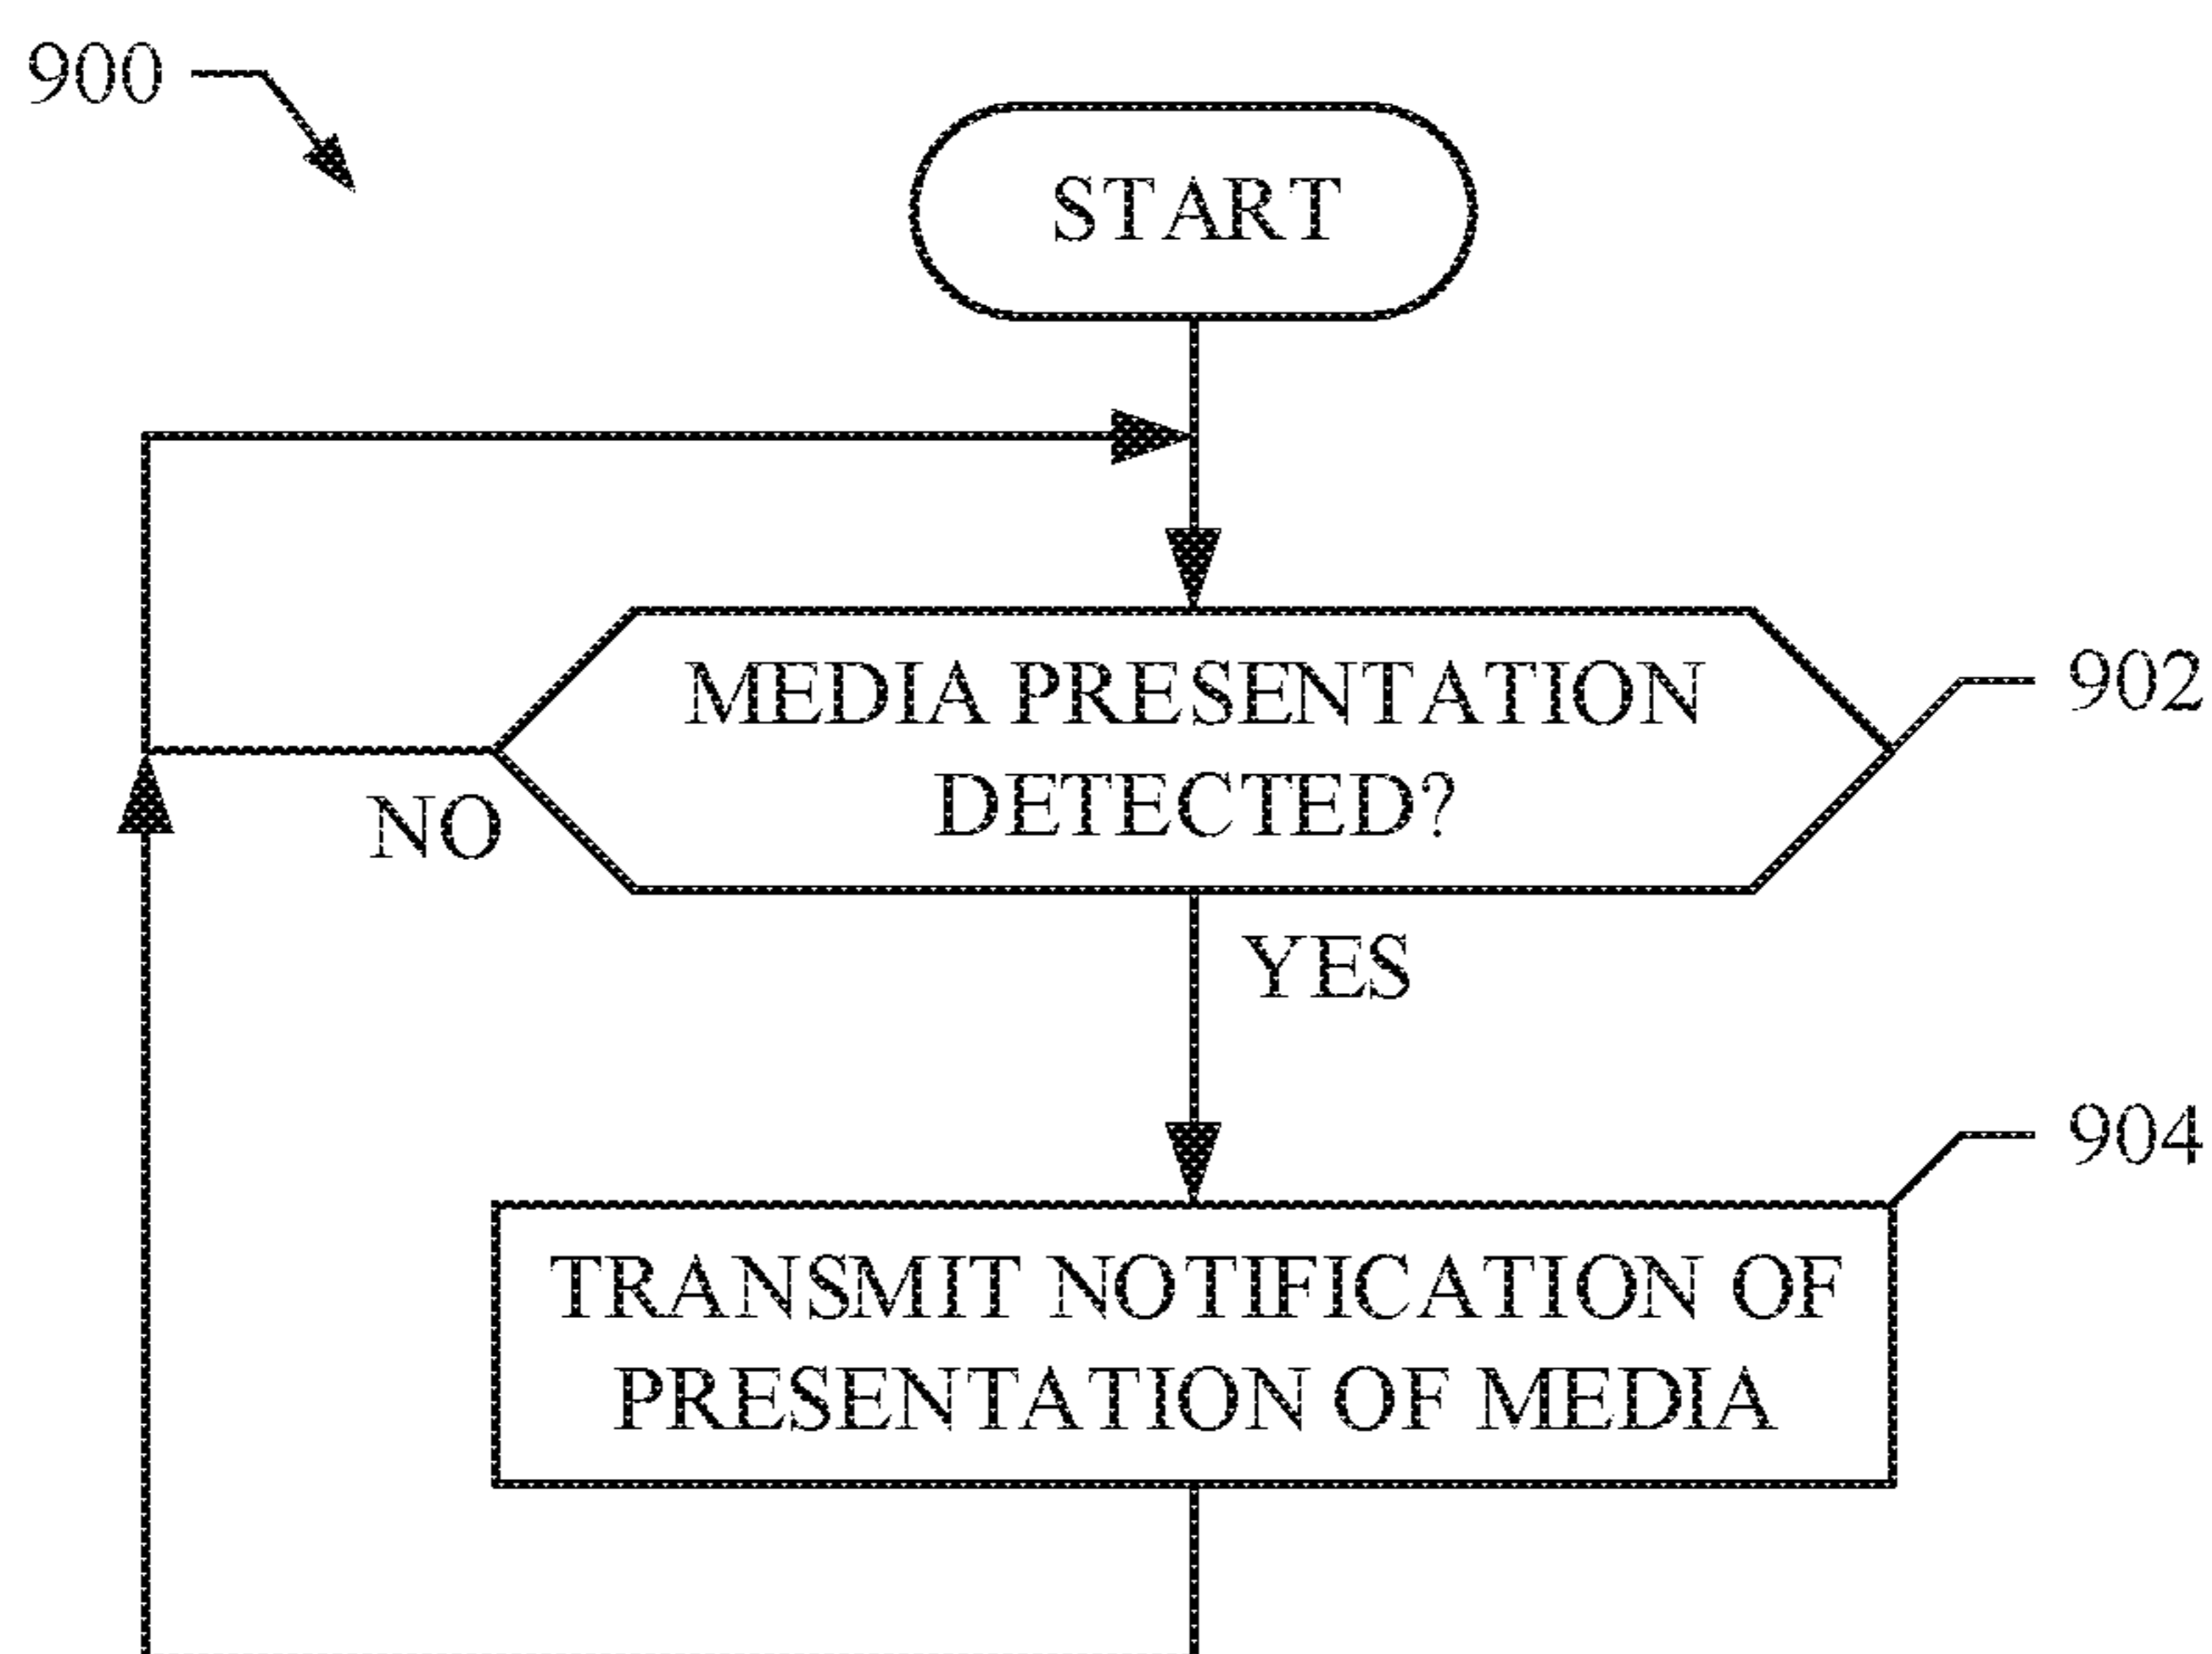 900
START
MEDIA PRESENTATION
DETECTED?
902
NO
YES
904
TRANSMIT NOTIFICATION OF
PRESENTATION OF MEDIA